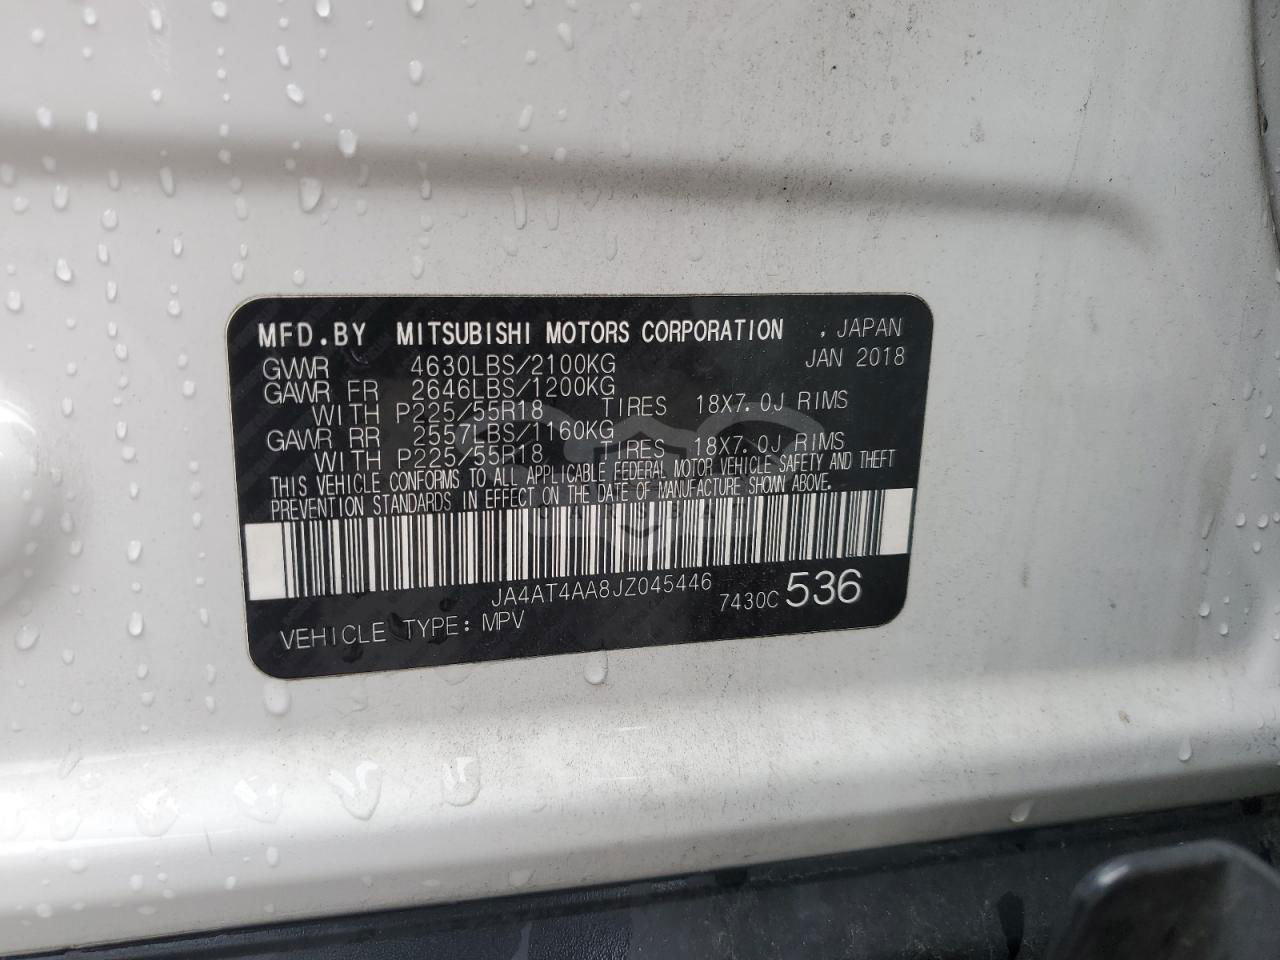 MFD.BY MITSUBISHI MOTORS CORPORATION , JAPAN
GVWR 4630LBS/2100KG JAN 2018
GAWR FR 2646LBS/1200KG
WITH P225/55R18 TIRES 18X7.0J RIMS
GAWR RR 2557LBS/1160KG
WITH P225/55R18 TIRES 18X7.0J RIMS
THIS VEHICLE CONFORMS TO ALL APPLICABLE FEDERAL MOTOR VEHICLE SAFETY AND THEFT
PREVENTION STANDARDS IN EFFECT ON THE DATE OF MANUFACTURE SHOWN ABOVE.
JA4AT4AA8JZ045446
7430C 536
VEHICLE TYPE: MPV